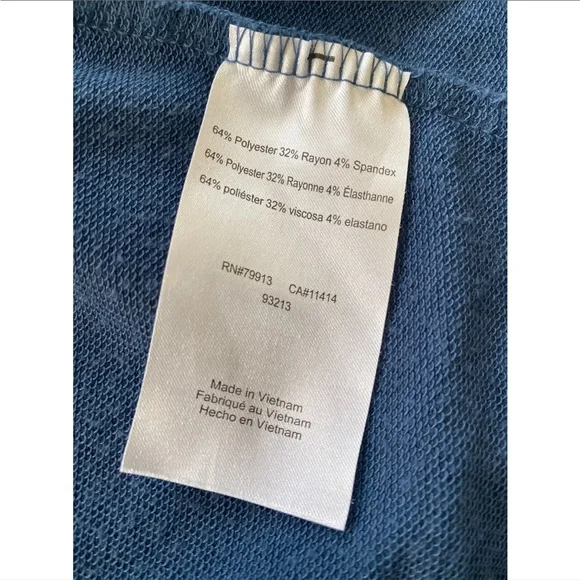 64% Polyester 32% Rayon 4% Spandex
64% Polyester 32% Rayonne 4% Élasthanne
64% poliéster 32% viscosa 4% elastano
RN#79913 CA#11414
93213
Made in Vietnam
Fabriqué au Vietnam
Hecho en Vietnam